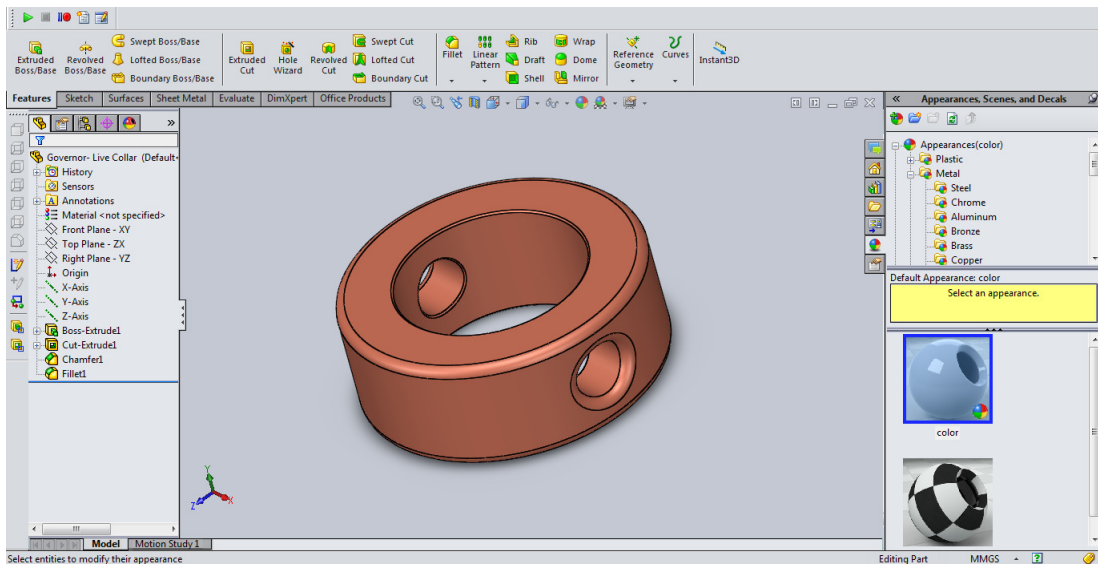 Extruded Boss/Base
Revolved Boss/Base
Swept Boss/Base
Lofted Boss/Base
Boundary Boss/Base
Extruded Cut
Hole Wizard
Revolved Cut
Swept Cut
Lofted Cut
Boundary Cut
Fillet
Linear Pattern
Rib
Draft
Shell
Wrap
Dome
Mirror
Reference Geometry
Curves
Instant3D
Features Sketch Surfaces Sheet Metal Evaluate DimXpert Office Products
Governor- Live Collar (Default
History
Sensors
Annotations
Material <not specified>
Front Plane - XY
Top Plane - ZX
Right Plane - YZ
Origin
X-Axis
Y-Axis
Z-Axis
Boss-Extrude1
Cut-Extrude1
Chamfer1
Fillet1
Y
Z
X
Appearances, Scenes, and Decals
Appearances(color)
Plastic
Metal
Steel
Chrome
Aluminum
Bronze
Brass
Copper
Default Appearance: color
Select an appearance.
color
Model Motion Study 1
Select entities to modify their appearance
Editing Part MMGS